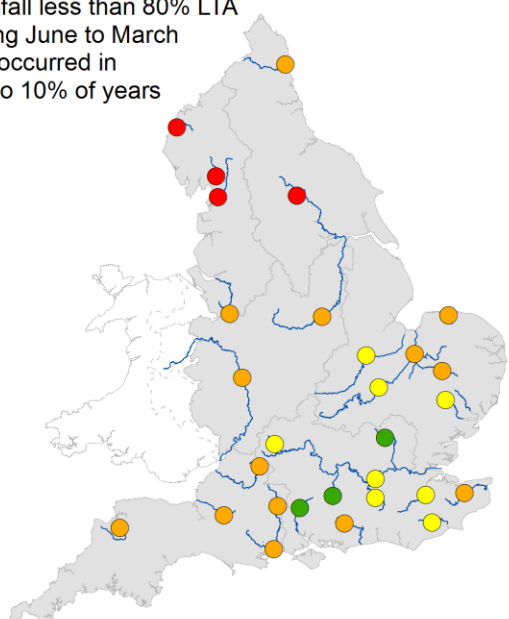 fall less than 80% LTA
ng June to March
occurred in
o 10% of years